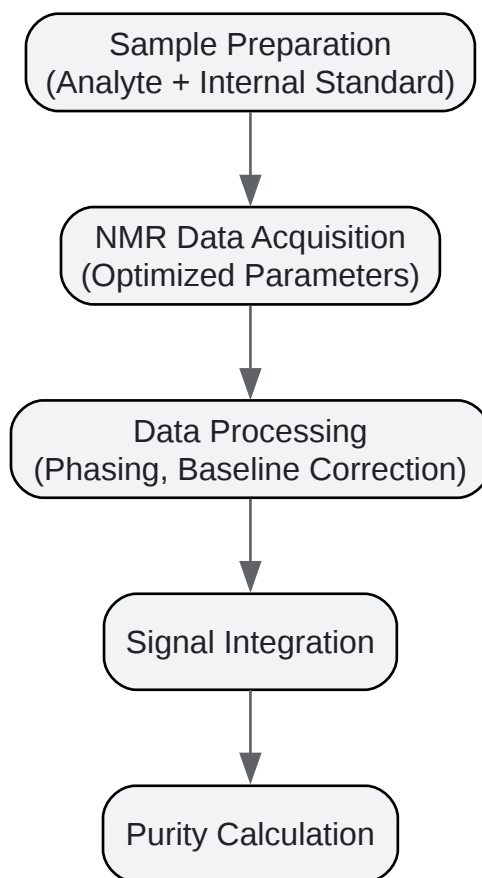 Sample Preparation
(Analyte + Internal Standard)
NMR Data Acquisition
(Optimized Parameters)
Data Processing
(Phasing, Baseline Correction)
Signal Integration
Purity Calculation